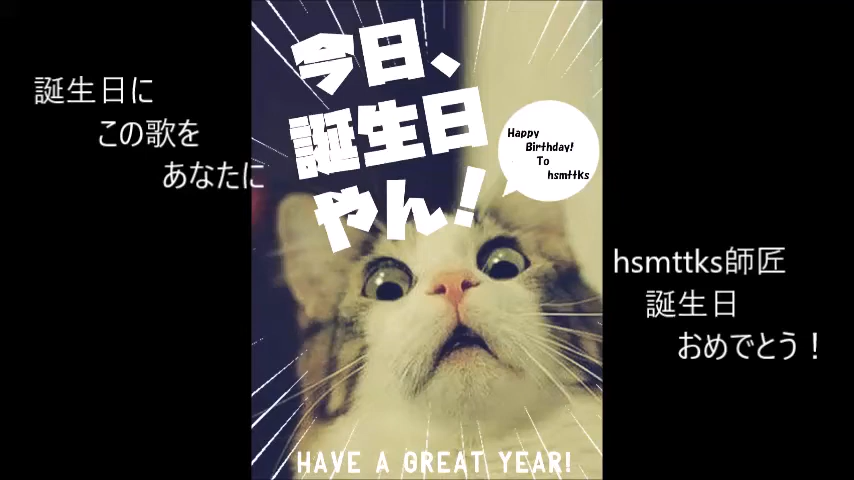 誕生日に
この歌を
あなたに
今日、
誕生日
やん!
Happy
Birthday!
To
hsmttks
hsmttks師匠
誕生日
おめでとう!
HAVE A GREAT YEAR!